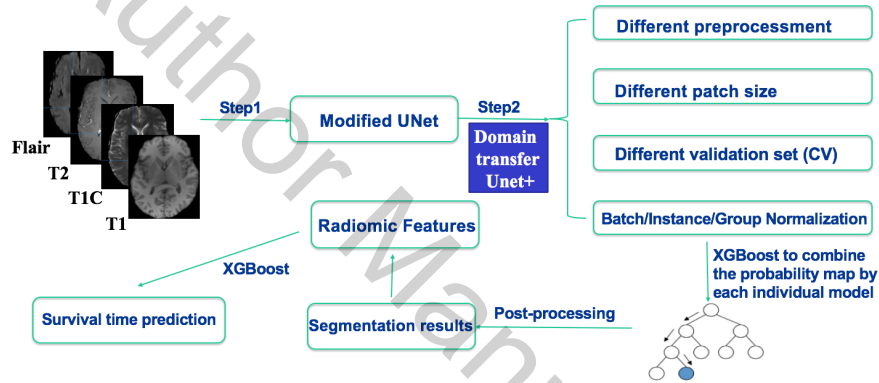 Flair
T2
T1C
T1
Step1
Modified UNet
Step2
Domain
transfer
Unet+
Different preprocessment
Different patch size
Different validation set (CV)
Batch/Instance/Group Normalization
XGBoost to combine
the probability map by
each individual model
Post-processing
Segmentation results
Radiomic Features
XGBoost
Survival time prediction
Author Man